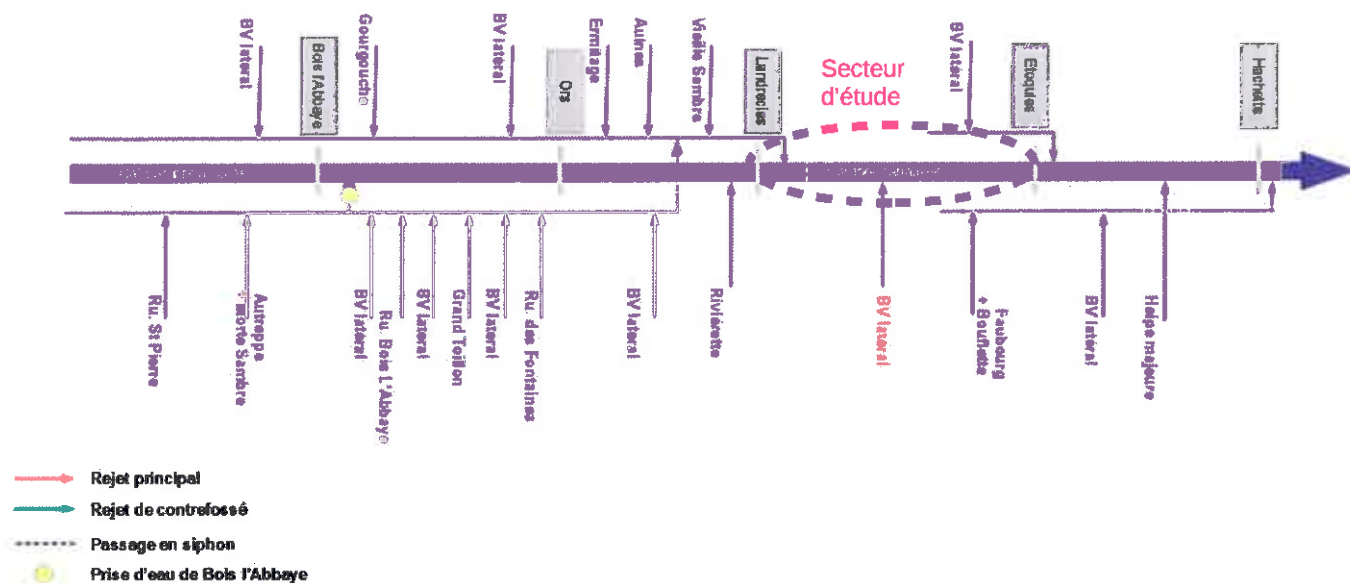 BV latéral
Bois l'Abbaye
Gourgouche
BV latéral
Ors
Ermitage
Aulnes
Vieille Sambre
Landrecies
Secteur
d'étude
BV latéral
Etoquies
Hachette
Ru. St Pierre
Autreppe
+ morte Sambre
BV latéral
Ru. Bois L'Abbaye
BV latéral
Grand Toillon
BV latéral
Ru. des Fontaines
BV latéral
Riviérette
BV latéral
Faubourg
+ Bouflette
BV latéral
Helpe majeure
Rejet principal
Rejet de contrefossé
Passage en siphon
Prise d'eau de Bois l'Abbaye